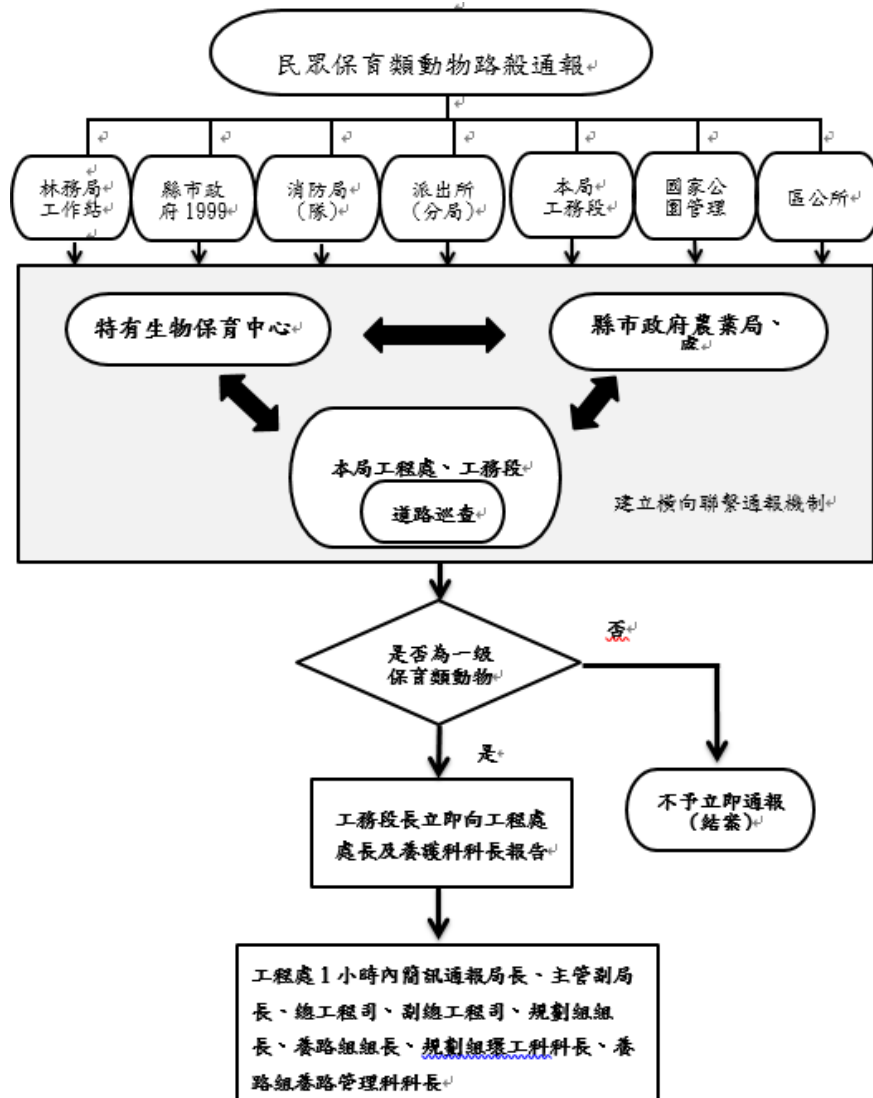 民眾保育類動物路殺通報
林務局
工作站
縣市政
府 1999
消防局
(隊)
派出所
(分局)
本局
工務段
國家公
園管理
區公所
特有生物保育中心
縣市政府農業局、
處
本局工程處、工務段
道路巡查
建立橫向聯繫通報機制
是否為一級
保育類動物
否
是
不予立即通報
(結案)
工務段長立即向工程處
處長及養護科科長報告
工程處 1 小時內簡訊通報局長、主管副局
長、總工程司、副總工程司、規劃組組
長、養路組組長、規劃組環工科科長、養
路組養路管理科科長